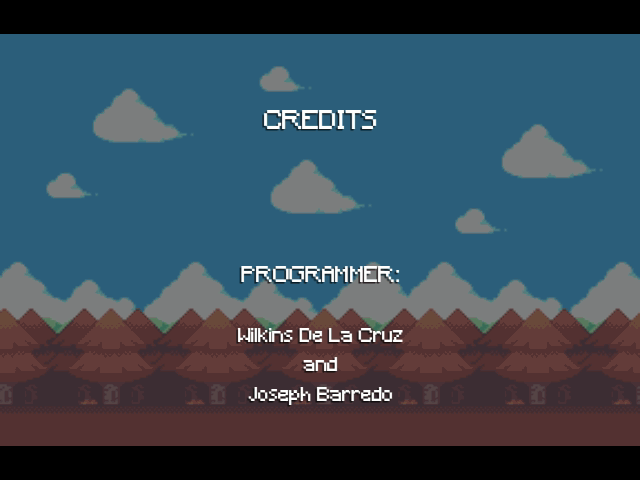 CREDITS
PROGRAMMER:
Wilkins De La Cruz
and
Joseph Barredo